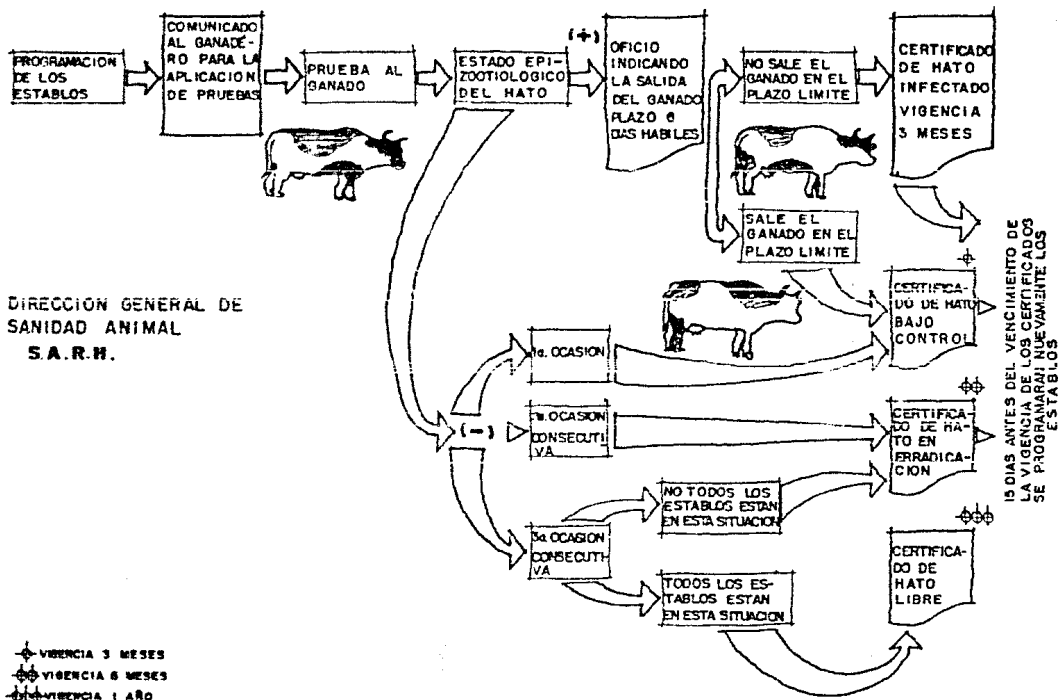 PROGRAMACION
DE LOS
ESTABLOS
COMUNICADO
AL GANADÉ-
RO PARA LA
APLICACION
DE PRUEBAS
PRUEBA AL
GANADO
ESTADO EPI-
ZOOTIOLOGICO
DEL HATO
(+)
OFICIO
INDICANDO
LA SALIDA
DEL GANADO
PLAZO 6
DIAS HABILES
NO SALE EL
GANADO EN EL
PLAZO LIMITE
CERTIFICADO
DE HATO
INFECTADO
VIGENCIA
3 MESES
SALE EL
GANADO EN EL
PLAZO LIMITE
DIRECCION GENERAL DE
SANIDAD ANIMAL
S.A.R.H.
CERTIFICA-
DO DE HATO
BAJO
CONTROL
1a. OCASION
(-)
OCASION
CONSECUTI-
VA
CERTIFICA-
DO DE HA-
TO EN
ERRADICA-
CION
NO TODOS LOS
ESTABLOS ESTAN
EN ESTA SITUACION
3a OCASION
CONSECUTI-
VA
TODOS LOS ES-
TABLOS ESTAN
EN ESTA SITUACION
CERTIFICA-
DO DE
HATO
LIBRE
15 DIAS ANTES DEL VENCIMIENTO DE
LA VIGENCIA DE LOS CERTIFICADOS
SE PROGRAMARAN NUEVAMENTE LOS
ESTABLOS
VIGENCIA 3 MESES
VIGENCIA 6 MESES
VIGENCIA 1 AÑO